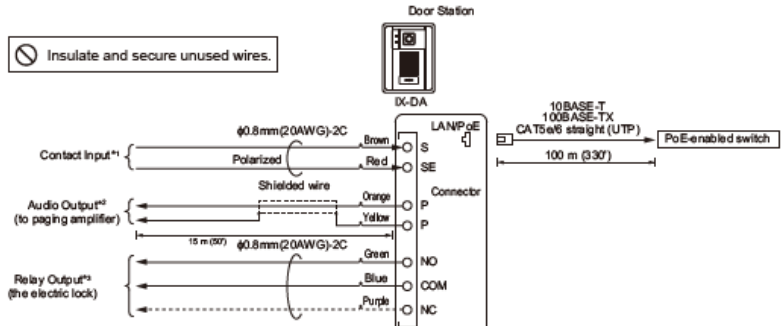 Door Station
Insulate and secure unused wires.
IX-DA
10BASE-T
100BASE-TX
CAT5e/6 straight (UTP)
LAN/PoE
PoE-enabled switch
100 m (330')
φ0.8mm(20AWG)-2C
Brown
S
Contact Input*1
Polarized
Red
SE
Shielded wire
Connector
Orange
P
Audio Output*2
(to paging amplifier)
Yellow
P
15 m (50')
φ0.8mm(20AWG)-2C
Green
NO
Relay Output*3
(the electric lock)
Blue
COM
Purple
NC